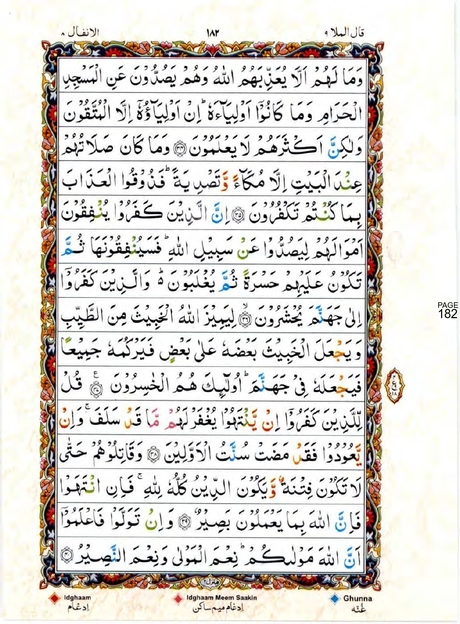 قال الملا ٩
١٨٢
الانفال ٨
وَمَا لَهُمْ اَلَّا يُعَذِّبَهُمُ اللّٰهُ وَهُمْ يَصُدُّوْنَ عَنِ الْمَسْجِدِ
الْحَرَامِ وَمَا كَانُوْۤا اَوْلِيَآءَهٗ ؕ اِنْ اَوْلِيَآؤُهٗۤ اِلَّا الْمُتَّقُوْنَ
وَلٰكِنَّ اَكْثَرَهُمْ لَا يَعْلَمُوْنَ ﴿٣٤﴾ وَمَا كَانَ صَلَاتُهُمْ
عِنْدَ الْبَيْتِ اِلَّا مُكَآءً وَّتَصْدِيَةً ؕ فَذُوْقُوا الْعَذَابَ
بِمَا كُنْتُمْ تَكْفُرُوْنَ ﴿٣٥﴾ اِنَّ الَّذِيْنَ كَفَرُوْا يُنْفِقُوْنَ
اَمْوَالَهُمْ لِيَصُدُّوْا عَنْ سَبِيْلِ اللّٰهِ ؕ فَسَيُنْفِقُوْنَهَا ثُمَّ
تَكُوْنُ عَلَيْهِمْ حَسْرَةً ثُمَّ يُغْلَبُوْنَ ؕ۬ وَالَّذِيْنَ كَفَرُوْۤا
اِلٰى جَهَنَّمَ يُحْشَرُوْنَ ﴿٣٦﴾ لِيَمِيْزَ اللّٰهُ الْخَبِيْثَ مِنَ الطَّيِّبِ
وَيَجْعَلَ الْخَبِيْثَ بَعْضَهٗ عَلٰى بَعْضٍ فَيَرْكُمَهٗ جَمِيْعًا
فَيَجْعَلَهٗ فِيْ جَهَنَّمَ ؕ اُولٰٓئِكَ هُمُ الْخٰسِرُوْنَ ﴿٣٧﴾ قُلْ
لِّلَّذِيْنَ كَفَرُوْۤا اِنْ يَّنْتَهُوْا يُغْفَرْ لَهُمْ مَّا قَدْ سَلَفَ ۚ وَاِنْ
يَّعُوْدُوْا فَقَدْ مَضَتْ سُنَّتُ الْاَوَّلِيْنَ ﴿٣٨﴾ وَقَاتِلُوْهُمْ حَتّٰى
لَا تَكُوْنَ فِتْنَةٌ وَّيَكُوْنَ الدِّيْنُ كُلُّهٗ لِلّٰهِ ۚ فَاِنِ انْتَهَوْا
فَاِنَّ اللّٰهَ بِمَا يَعْمَلُوْنَ بَصِيْرٌ ﴿٣٩﴾ وَاِنْ تَوَلَّوْا فَاعْلَمُوْۤا
اَنَّ اللّٰهَ مَوْلٰىكُمْ ؕ نِعْمَ الْمَوْلٰى وَنِعْمَ النَّصِيْرُ ﴿٤٠﴾
PAGE
182
Idghaam
ادغام
Idghaam Meem Saakin
ادغام ميم ساكن
Ghunna
غنّه